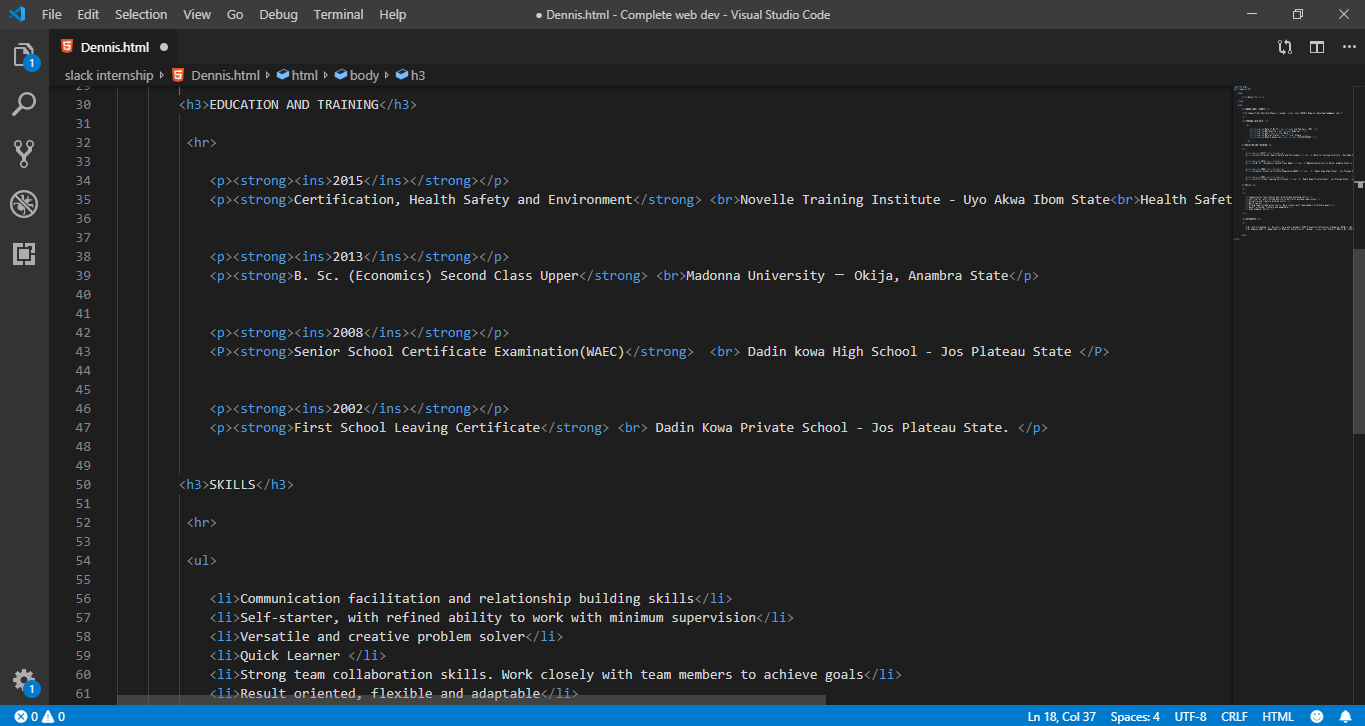 File Edit Selection View Go Debug Terminal Help ● Dennis.html - Complete web dev - Visual Studio Code
Dennis.html ●
slack internship › Dennis.html › html › body › h3
29
30 <h3>EDUCATION AND TRAINING</h3>
31
32 <hr>
33
34 <p><strong><ins>2015</ins></strong></p>
35 <p><strong>Certification, Health Safety and Environment</strong> <br>Novelle Training Institute - Uyo Akwa Ibom State<br>Health Safet
36
37
38 <p><strong><ins>2013</ins></strong></p>
39 <p><strong>B. Sc. (Economics) Second Class Upper</strong> <br>Madonna University – Okija, Anambra State</p>
40
41
42 <p><strong><ins>2008</ins></strong></p>
43 <P><strong>Senior School Certificate Examination(WAEC)</strong>  <br> Dadin kowa High School - Jos Plateau State </P>
44
45
46 <p><strong><ins>2002</ins></strong></p>
47 <p><strong>First School Leaving Certificate</strong> <br> Dadin Kowa Private School - Jos Plateau State. </p>
48
49
50 <h3>SKILLS</h3>
51
52 <hr>
53
54 <ul>
55
56 <li>Communication facilitation and relationship building skills</li>
57 <li>Self-starter, with refined ability to work with minimum supervision</li>
58 <li>Versatile and creative problem solver</li>
59 <li>Quick Learner </li>
60 <li>Strong team collaboration skills. Work closely with team members to achieve goals</li>
61 <li>Result oriented, flexible and adaptable</li>
1
1
0 0 Ln 18, Col 37 Spaces: 4 UTF-8 CRLF HTML